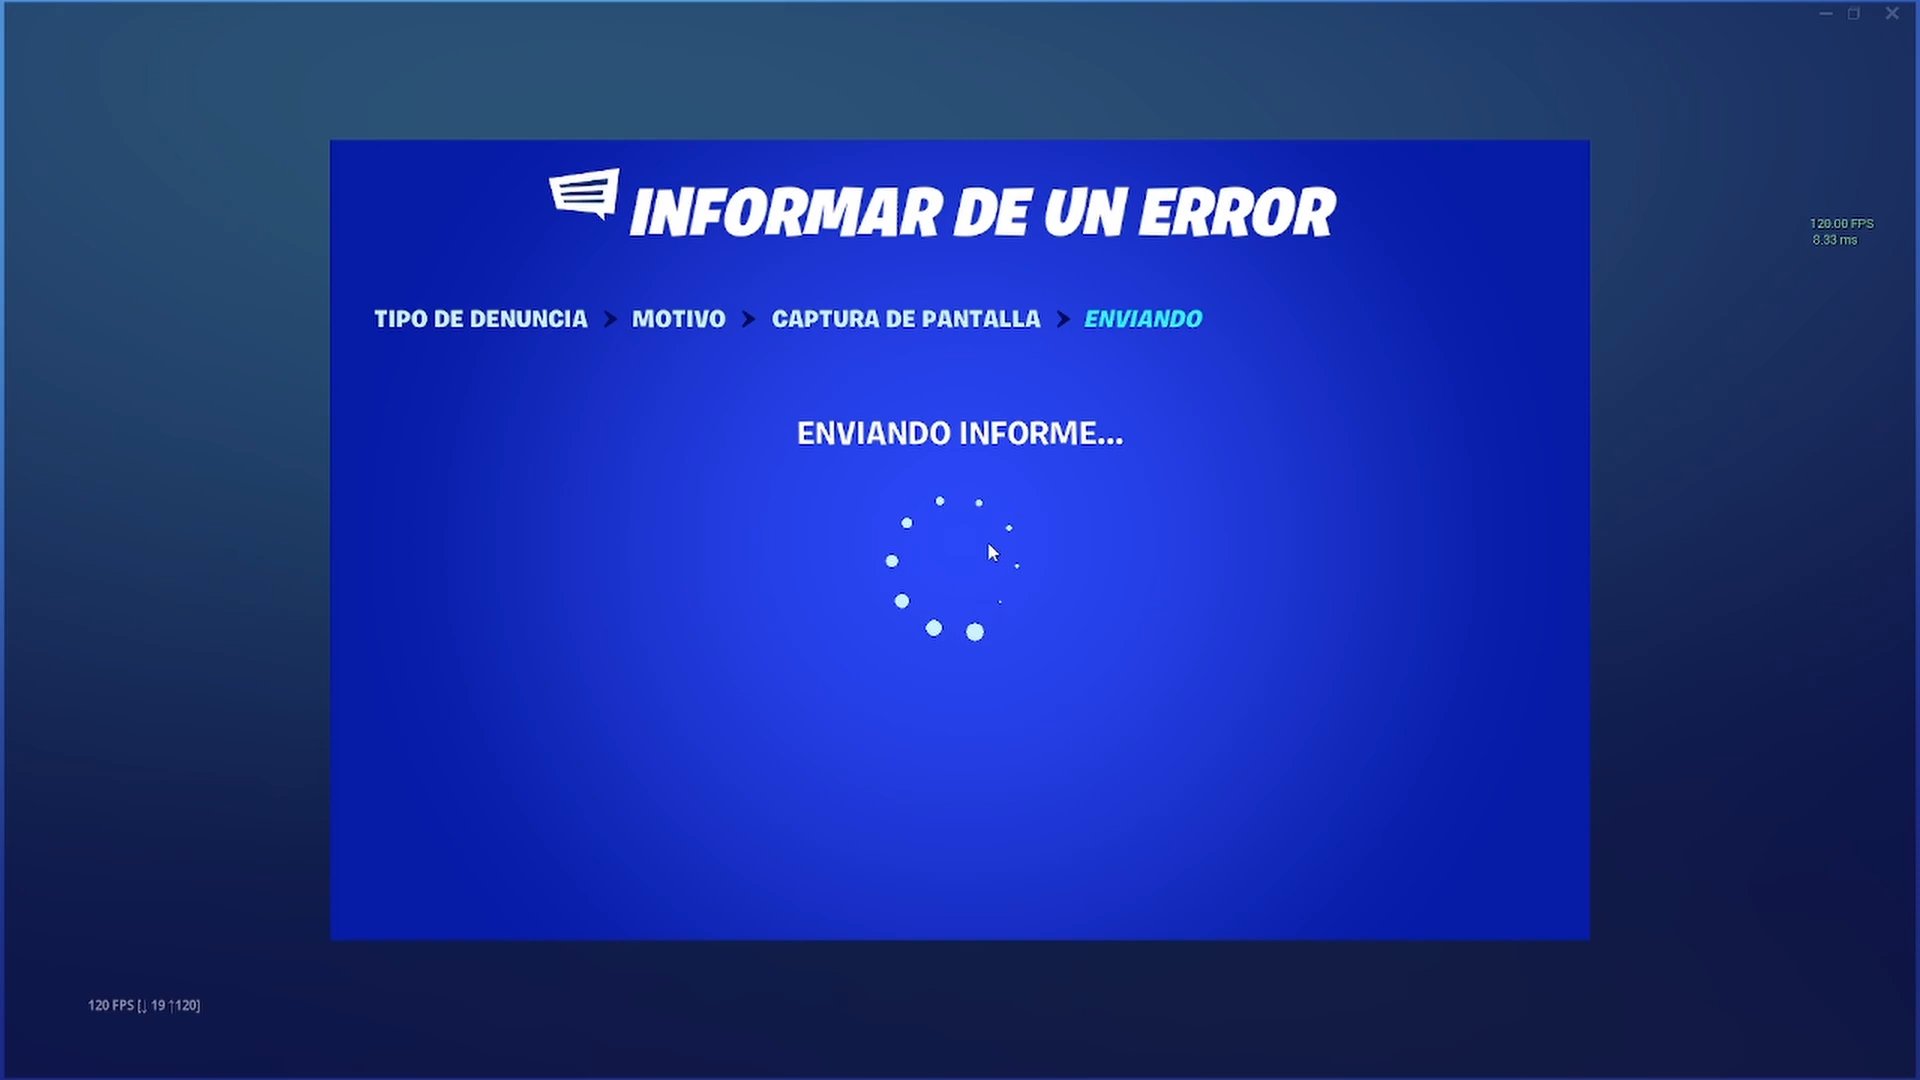 INFORMAR DE UN ERROR
120.00 FPS
8.33 ms
TIPO DE DENUNCIA > MOTIVO > CAPTURA DE PANTALLA > ENVIANDO
ENVIANDO INFORME...
120 FPS [↓ 19 ↑120]